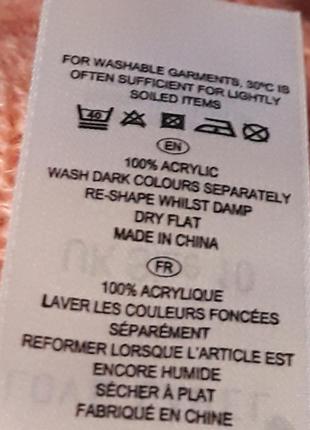 FOR WASHABLE GARMENTS, 30ºC IS
OFTEN SUFFICIENT FOR LIGHTLY
SOILED ITEMS
40
EN
100% ACRYLIC
WASH DARK COLOURS SEPARATELY
RE-SHAPE WHILST DAMP
DRY FLAT
MADE IN CHINA
FR
100% ACRYLIQUE
LAVER LES COULEURS FONCÉES
SÉPARÉMENT
REFORMER LORSQUE L'ARTICLE EST
ENCORE HUMIDE
SÉCHER À PLAT
FABRIQUÉ EN CHINE